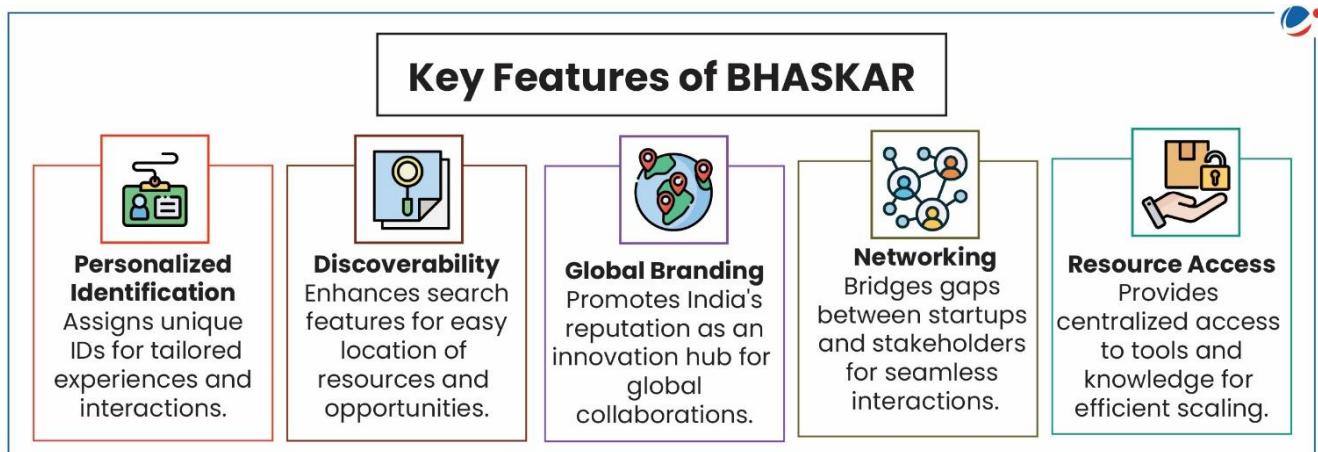 Key Features of BHASKAR
Personalized
Identification
Assigns unique
IDs for tailored
experiences and
interactions.
Discoverability
Enhances search
features for easy
location of
resources and
opportunities.
Global Branding
Promotes India's
reputation as an
innovation hub for
global
collaborations.
Networking
Bridges gaps
between startups
and stakeholders
for seamless
interactions.
Resource Access
Provides
centralized access
to tools and
knowledge for
efficient scaling.